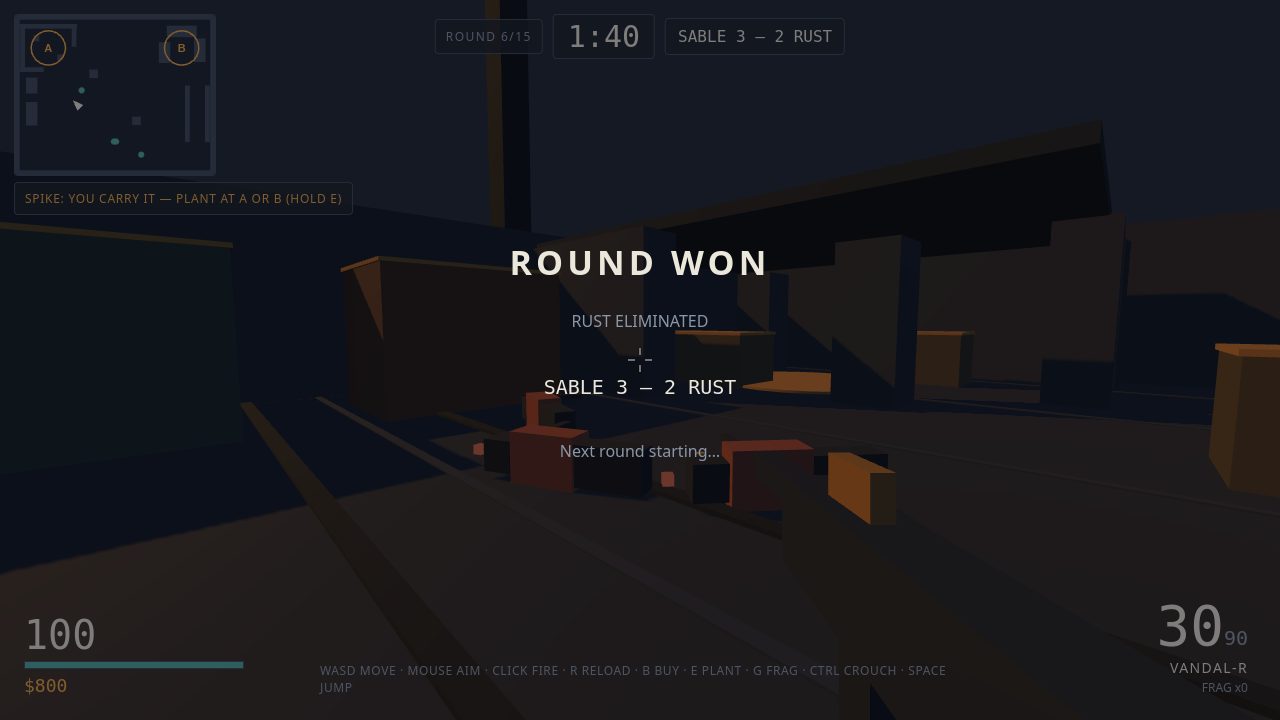 A
B
ROUND 6/15
1:40
SABLE 3 — 2 RUST
SPIKE: YOU CARRY IT — PLANT AT A OR B (HOLD E)
ROUND WON
RUST ELIMINATED
SABLE 3 — 2 RUST
Next round starting…
100
$800
WASD MOVE · MOUSE AIM · CLICK FIRE · R RELOAD · B BUY · E PLANT · G FRAG · CTRL CROUCH · SPACE
JUMP
30 90
VANDAL-R
FRAG x0